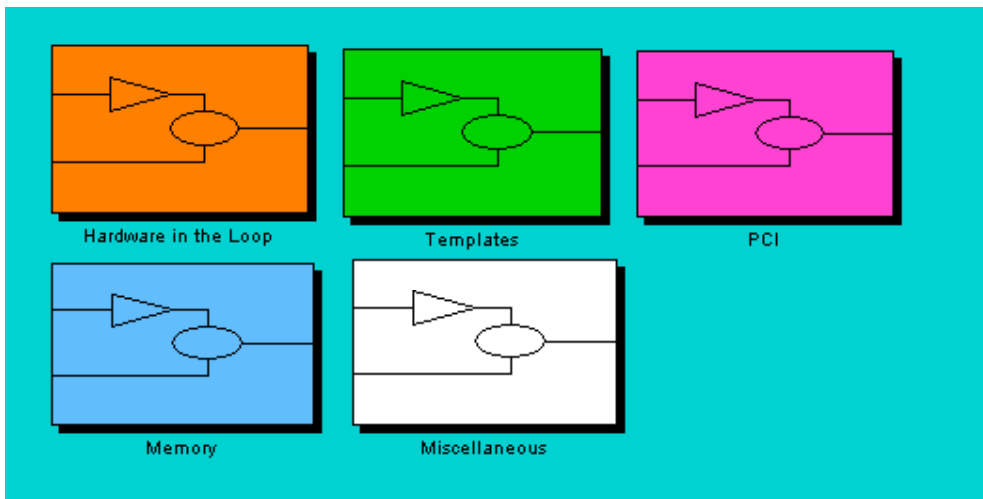 Hardware in the Loop
Templates
PCI
Memory
Miscellaneous